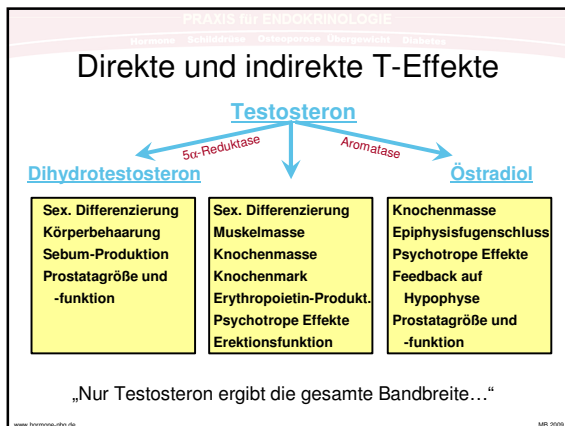 PRAXIS für ENDOKRINOLOGIE
Hormone Schilddrüse Osteoporose Übergewicht Diabetes
Direkte und indirekte T-Effekte
Testosteron
5α-Reduktase
Aromatase
Dihydrotestosteron
Östradiol
Sex. Differenzierung
Körperbehaarung
Sebum-Produktion
Prostatagröße und
-funktion
Sex. Differenzierung
Muskelmasse
Knochenmasse
Knochenmark
Erythropoietin-Produkt.
Psychotrope Effekte
Erektionsfunktion
Knochenmasse
Epiphysisfugenschluss
Psychotrope Effekte
Feedback auf
Hypophyse
Prostatagröße und
-funktion
„Nur Testosteron ergibt die gesamte Bandbreite…“
www.hormone-nbg.de
MB 2009